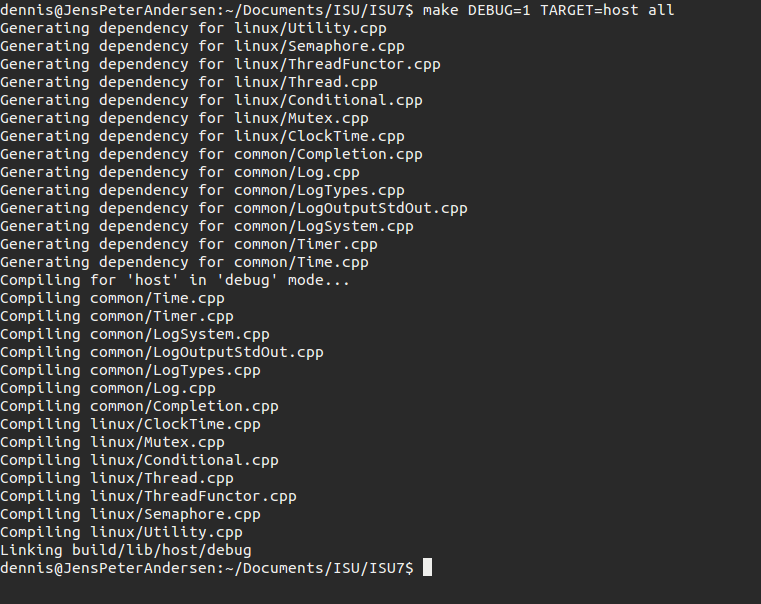 dennis@JensPeterAndersen:~/Documents/ISU/ISU7$ make DEBUG=1 TARGET=host all
Generating dependency for linux/Utility.cpp
Generating dependency for linux/Semaphore.cpp
Generating dependency for linux/ThreadFunctor.cpp
Generating dependency for linux/Thread.cpp
Generating dependency for linux/Conditional.cpp
Generating dependency for linux/Mutex.cpp
Generating dependency for linux/ClockTime.cpp
Generating dependency for common/Completion.cpp
Generating dependency for common/Log.cpp
Generating dependency for common/LogTypes.cpp
Generating dependency for common/LogOutputStdOut.cpp
Generating dependency for common/LogSystem.cpp
Generating dependency for common/Timer.cpp
Generating dependency for common/Time.cpp
Compiling for 'host' in 'debug' mode...
Compiling common/Time.cpp
Compiling common/Timer.cpp
Compiling common/LogSystem.cpp
Compiling common/LogOutputStdOut.cpp
Compiling common/LogTypes.cpp
Compiling common/Log.cpp
Compiling common/Completion.cpp
Compiling linux/ClockTime.cpp
Compiling linux/Mutex.cpp
Compiling linux/Conditional.cpp
Compiling linux/Thread.cpp
Compiling linux/ThreadFunctor.cpp
Compiling linux/Semaphore.cpp
Compiling linux/Utility.cpp
Linking build/lib/host/debug
dennis@JensPeterAndersen:~/Documents/ISU/ISU7$